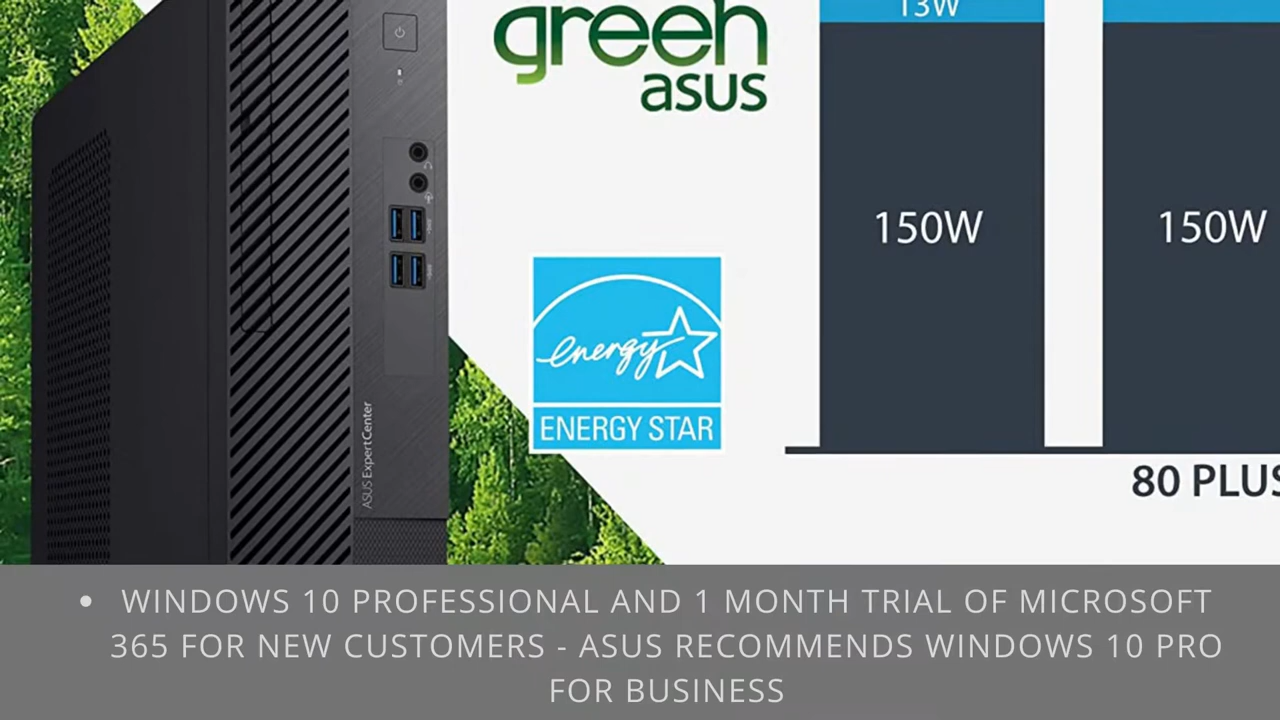 green
asus
13W
150W
150W
energy
ENERGY STAR
80 PLUS
ASUS ExpertCenter
• WINDOWS 10 PROFESSIONAL AND 1 MONTH TRIAL OF MICROSOFT
365 FOR NEW CUSTOMERS - ASUS RECOMMENDS WINDOWS 10 PRO
FOR BUSINESS